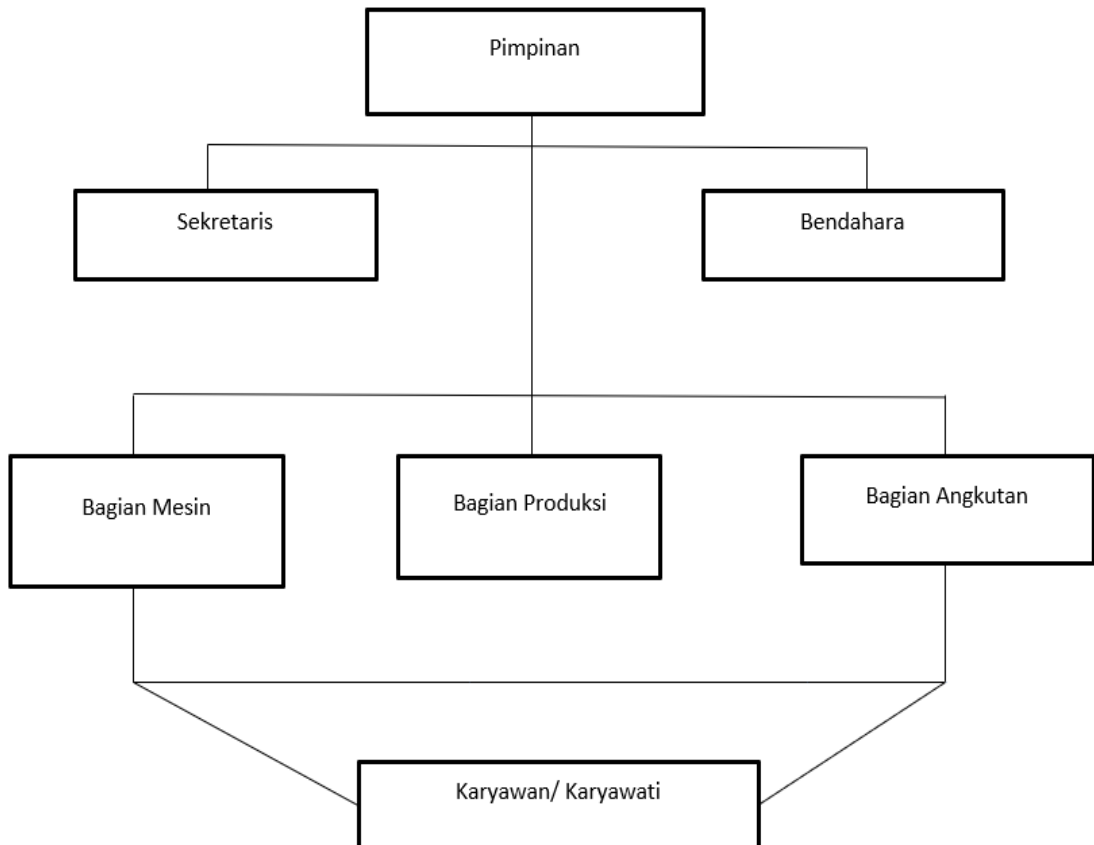 Pimpinan
Sekretaris
Bendahara
Bagian Mesin
Bagian Produksi
Bagian Angkutan
Karyawan/ Karyawati